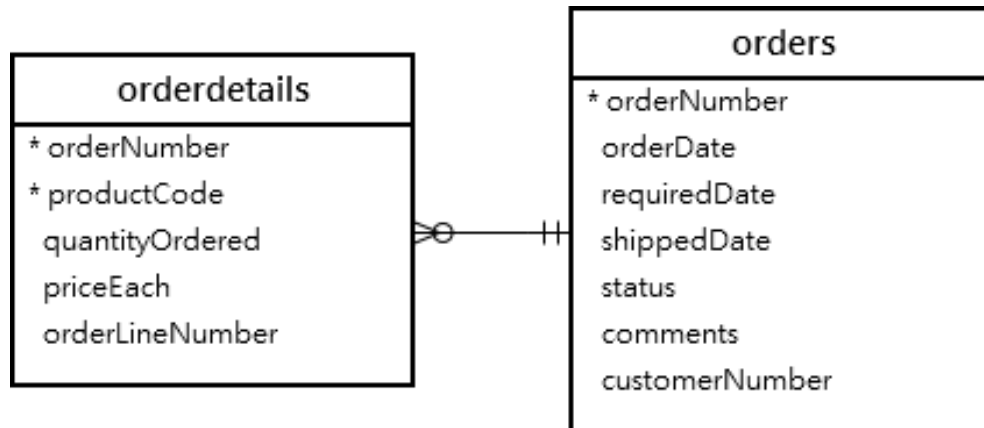 orderdetails
* orderNumber
* productCode
quantityOrdered
priceEach
orderLineNumber
orders
* orderNumber
orderDate
requiredDate
shippedDate
status
comments
customerNumber